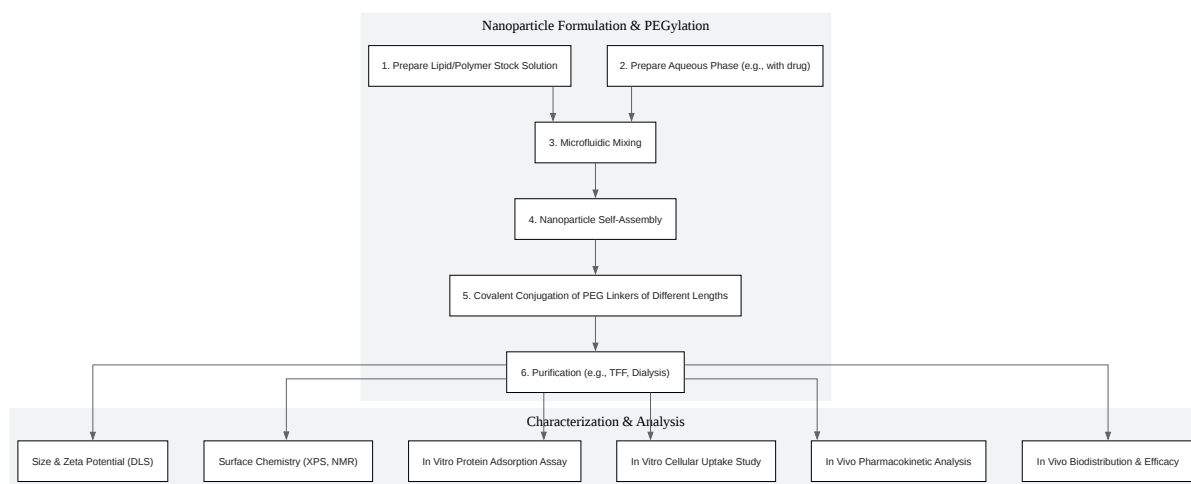 Nanoparticle Formulation & PEGylation
1. Prepare Lipid/Polymer Stock Solution
2. Prepare Aqueous Phase (e.g., with drug)
3. Microfluidic Mixing
4. Nanoparticle Self-Assembly
5. Covalent Conjugation of PEG Linkers of Different Lengths
6. Purification (e.g., TFF, Dialysis)
Characterization & Analysis
Size & Zeta Potential (DLS)
Surface Chemistry (XPS, NMR)
In Vitro Protein Adsorption Assay
In Vitro Cellular Uptake Study
In Vivo Pharmacokinetic Analysis
In Vivo Biodistribution & Efficacy